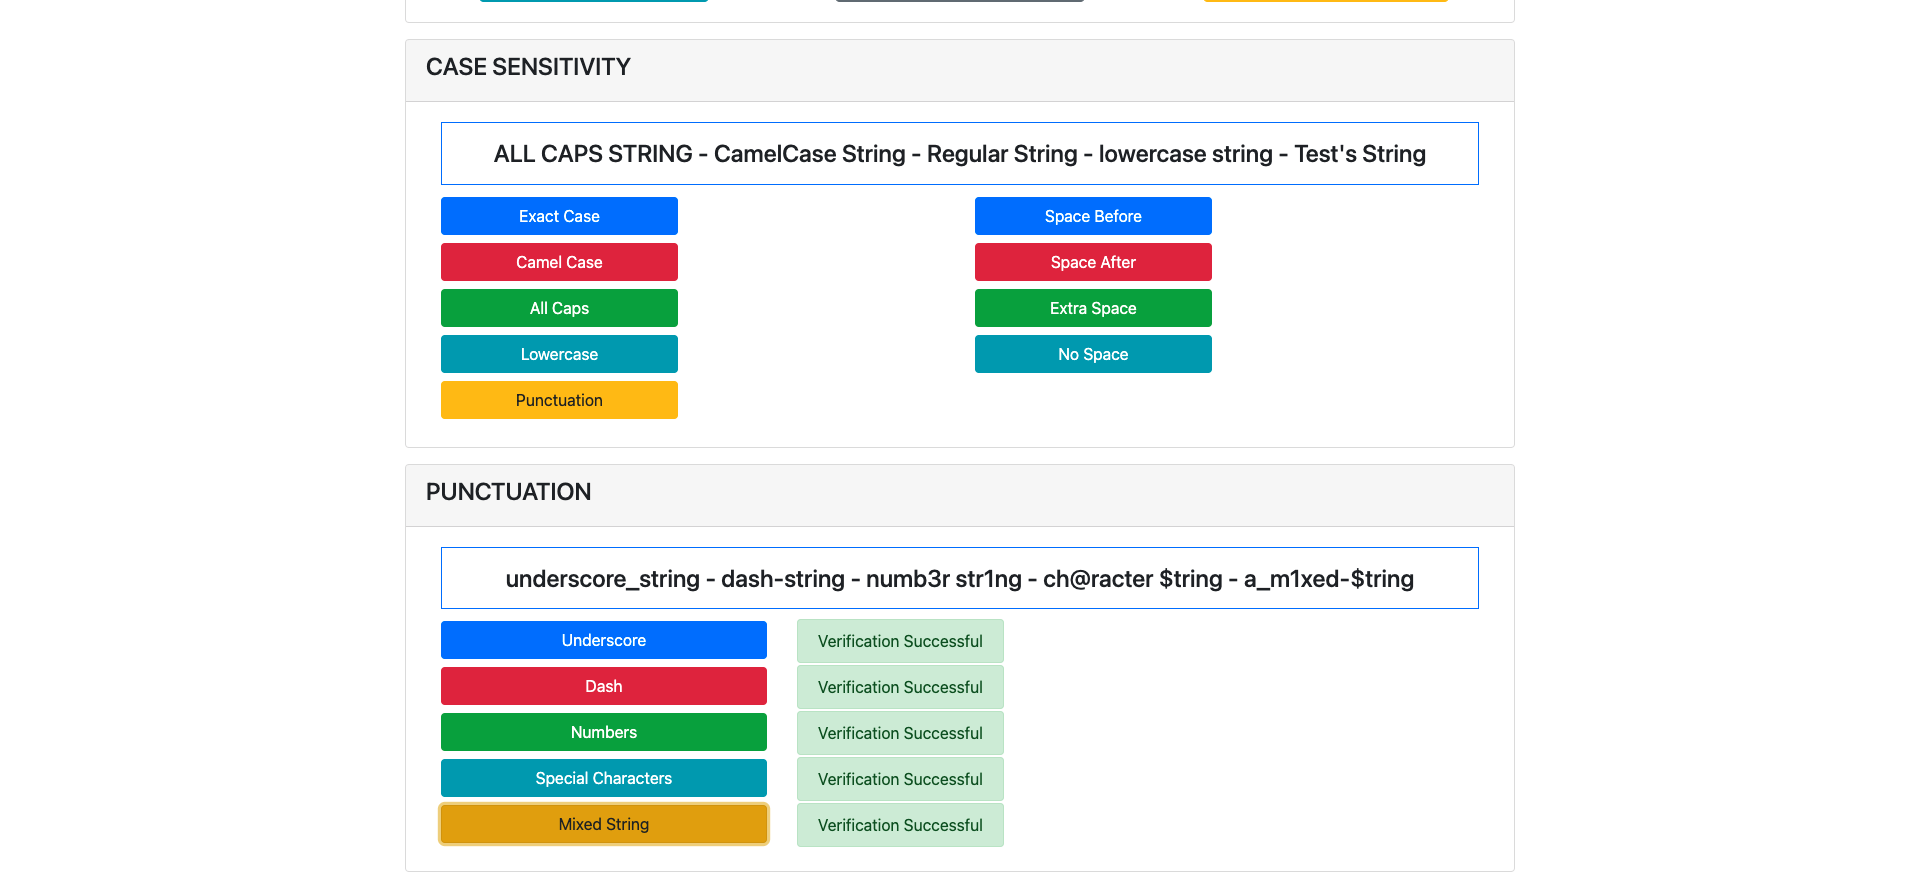 CASE SENSITIVITY
ALL CAPS STRING - CamelCase String - Regular String - lowercase string - Test's String
Exact Case
Space Before
Camel Case
Space After
All Caps
Extra Space
Lowercase
No Space
Punctuation
PUNCTUATION
underscore_string - dash-string - numb3r str1ng - ch@racter $tring - a_m1xed-$tring
Underscore
Verification Successful
Dash
Verification Successful
Numbers
Verification Successful
Special Characters
Verification Successful
Mixed String
Verification Successful